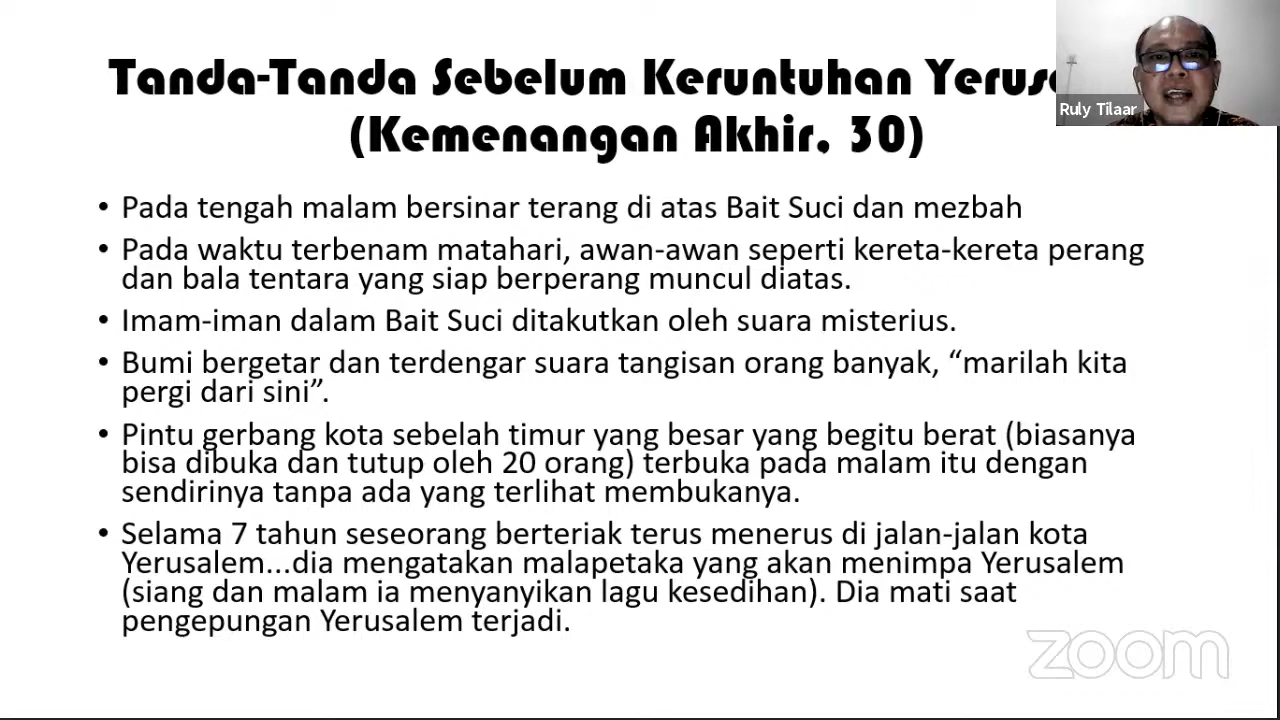 Tanda-Tanda Sebelum Keruntuhan
(Kemenangan Akhir, 30)
Ruly Tilaar
• Pada tengah malam bersinar terang di atas Bait Suci dan mezbah
• Pada waktu terbenam matahari, awan-awan seperti kereta-kereta perang
dan bala tentara yang siap berperang muncul diatas.
• Imam-iman dalam Bait Suci ditakutkan oleh suara misterius.
• Bumi bergetar dan terdengar suara tangisan orang banyak, “marilah kita
pergi dari sini”.
• Pintu gerbang kota sebelah timur yang besar yang begitu berat (biasanya
bisa dibuka dan tutup oleh 20 orang) terbuka pada malam itu dengan
sendirinya tanpa ada yang terlihat membukanya.
• Selama 7 tahun seseorang berteriak terus menerus di jalan-jalan kota
Yerusalem...dia mengatakan malapetaka yang akan menimpa Yerusalem
(siang dan malam ia menyanyikan lagu kesedihan). Dia mati saat
pengepungan Yerusalem terjadi.
zoom